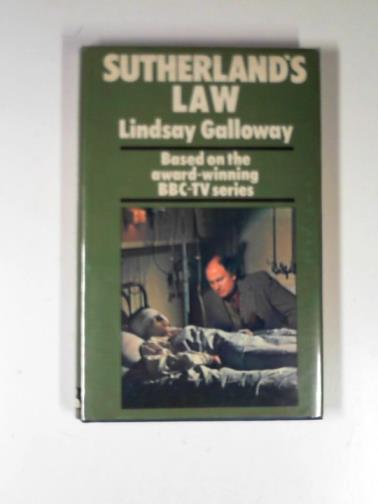 SUTHERLAND'S
LAW
Lindsay Galloway
Based on the
award-winning
BBC-TV series